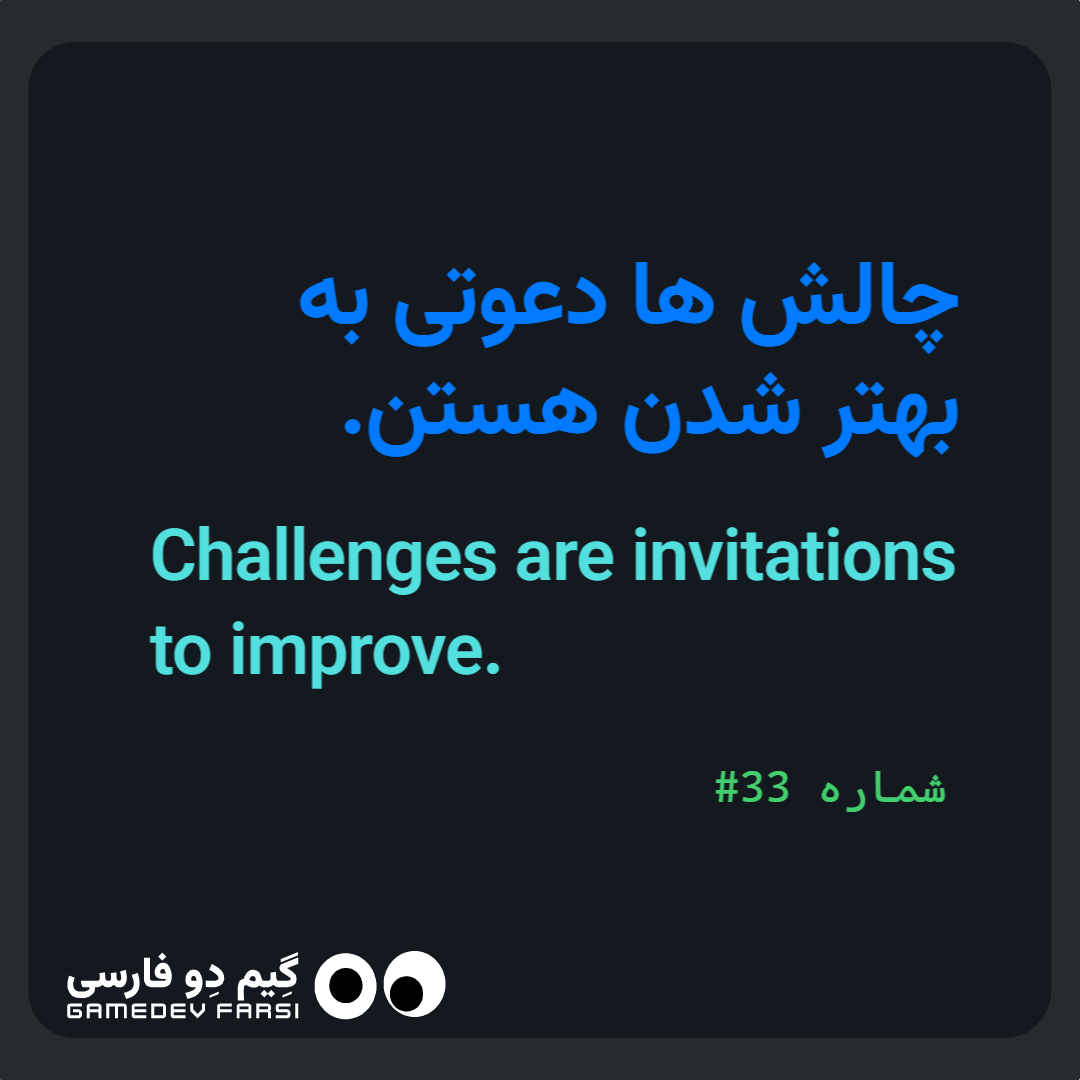 چالش ها دعوتی به
بهتر شدن هستن.
Challenges are invitations
to improve.
شماره #33
گیم دِو فارسی
GAMEDEV FARSI